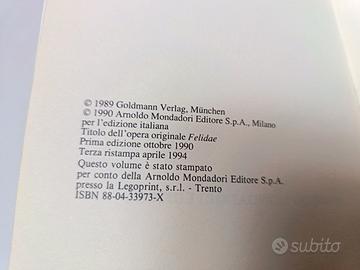 © 1989 Goldmann Verlag, München
© 1990 Arnoldo Mondadori Editore S.p.A., Milano
per l'edizione italiana
Titolo dell'opera originale Felidae
Prima edizione ottobre 1990
Terza ristampa aprile 1994
Questo volume è stato stampato
per conto della Arnoldo Mondadori Editore S.p.A.
presso la Legoprint, s.r.l. - Trento
ISBN 88-04-33973-X
subito